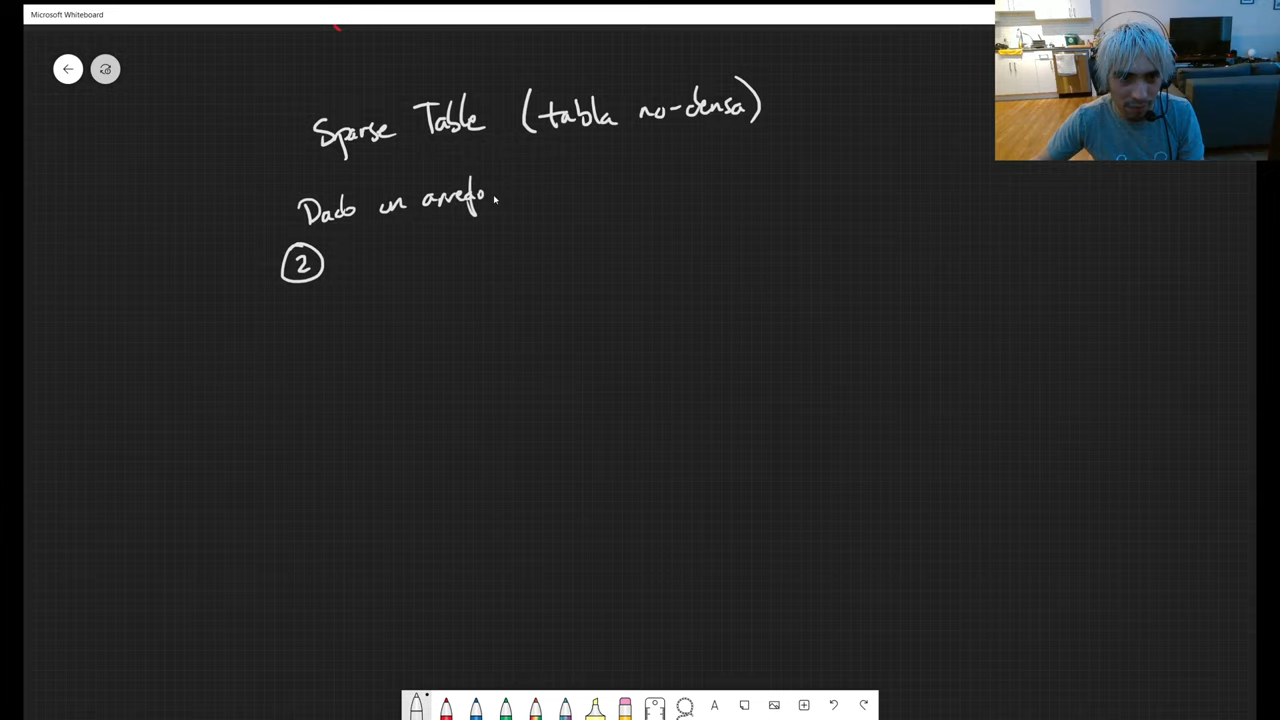 Microsoft Whiteboard
Sparse Table (tabla no-densa)
Dado un arreglo
2
A